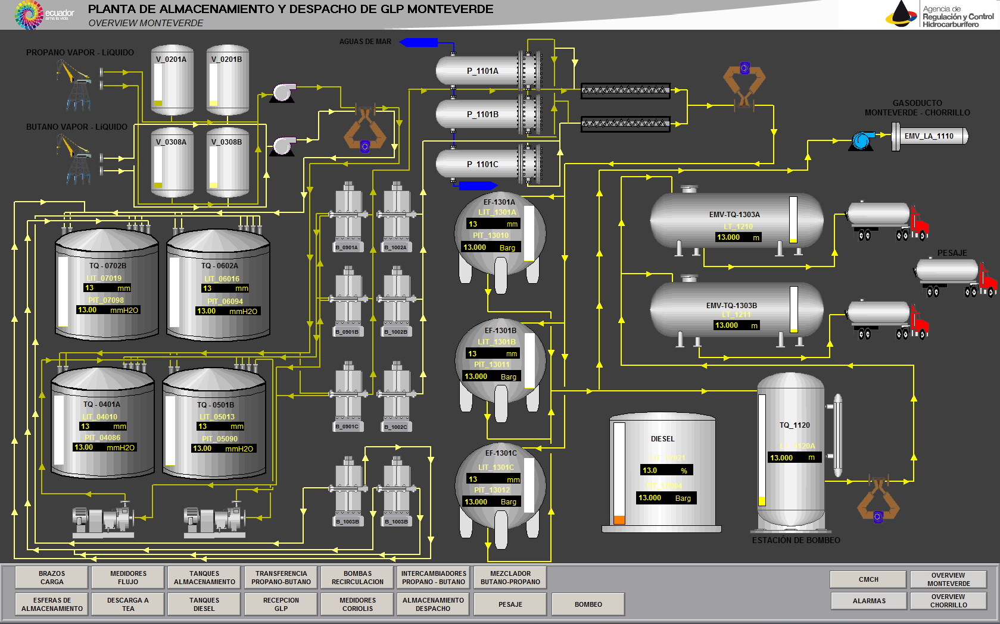 ecuador
ama la vida
PLANTA DE ALMACENAMIENTO Y DESPACHO DE GLP MONTEVERDE
OVERVIEW MONTEVERDE
Agencia de
Regulación y Control
Hidrocarburífero
PROPANO VAPOR - LíQUIDO
V_0201A
V_0201B
BUTANO VAPOR - LíQUIDO
V_0308A
V_0308B
AGUAS DE MAR
P_1101A
P_1101B
P_1101C
GASODUCTO
MONTEVERDE - CHORRILLO
EMV_LA_1110
TQ - 0702B
LIT_07019
13 mm
PIT_07098
13.00 mmH2O
TQ - 0602A
LIT_06016
13 mm
PIT_06094
13.00 mmH2O
TQ - 0401A
LIT_04010
13 mm
PIT_04086
13.00 mmH2O
TQ - 0501B
LIT_05013
13 mm
PIT_05090
13.00 mmH2O
B_0901A
B_1002A
B_0901B
B_1002B
B_0901C
B_1002C
B_1003B
B_1003B
EF-1301A
LIT_1301A
13 mm
PIT_13010
13.000 Barg
EF-1301B
LIT_1301B
13 mm
PIT_13011
13.000 Barg
EF-1301C
LIT_1301C
13 mm
PIT_13012
13.000 Barg
EMV-TQ-1303A
LT_1210
13.000 m
EMV-TQ-1303B
LT_1211
13.000 m
PESAJE
DIESEL
13.0 %
13.000 Barg
TQ_1120
13.000 m
ESTACIÓN DE BOMBEO
BRAZOS
CARGA
MEDIDORES
FLUJO
TANQUES
ALMACENAMIENTO
TRANSFERENCIA
PROPANO-BUTANO
BOMBAS
RECIRCULACION
INTERCAMBIADORES
PROPANO - BUTANO
MEZCLADOR
BUTANO-PROPANO
CMCH
OVERVIEW
MONTEVERDE
ESFERAS DE
ALMACENAMIENTO
DESCARGA A
TEA
TANQUES
DIESEL
RECEPCION
GLP
MEDIDORES
CORIOLIS
ALMACENAMIENTO
DESPACHO
PESAJE
BOMBEO
ALARMAS
OVERVIEW
CHORRILLO